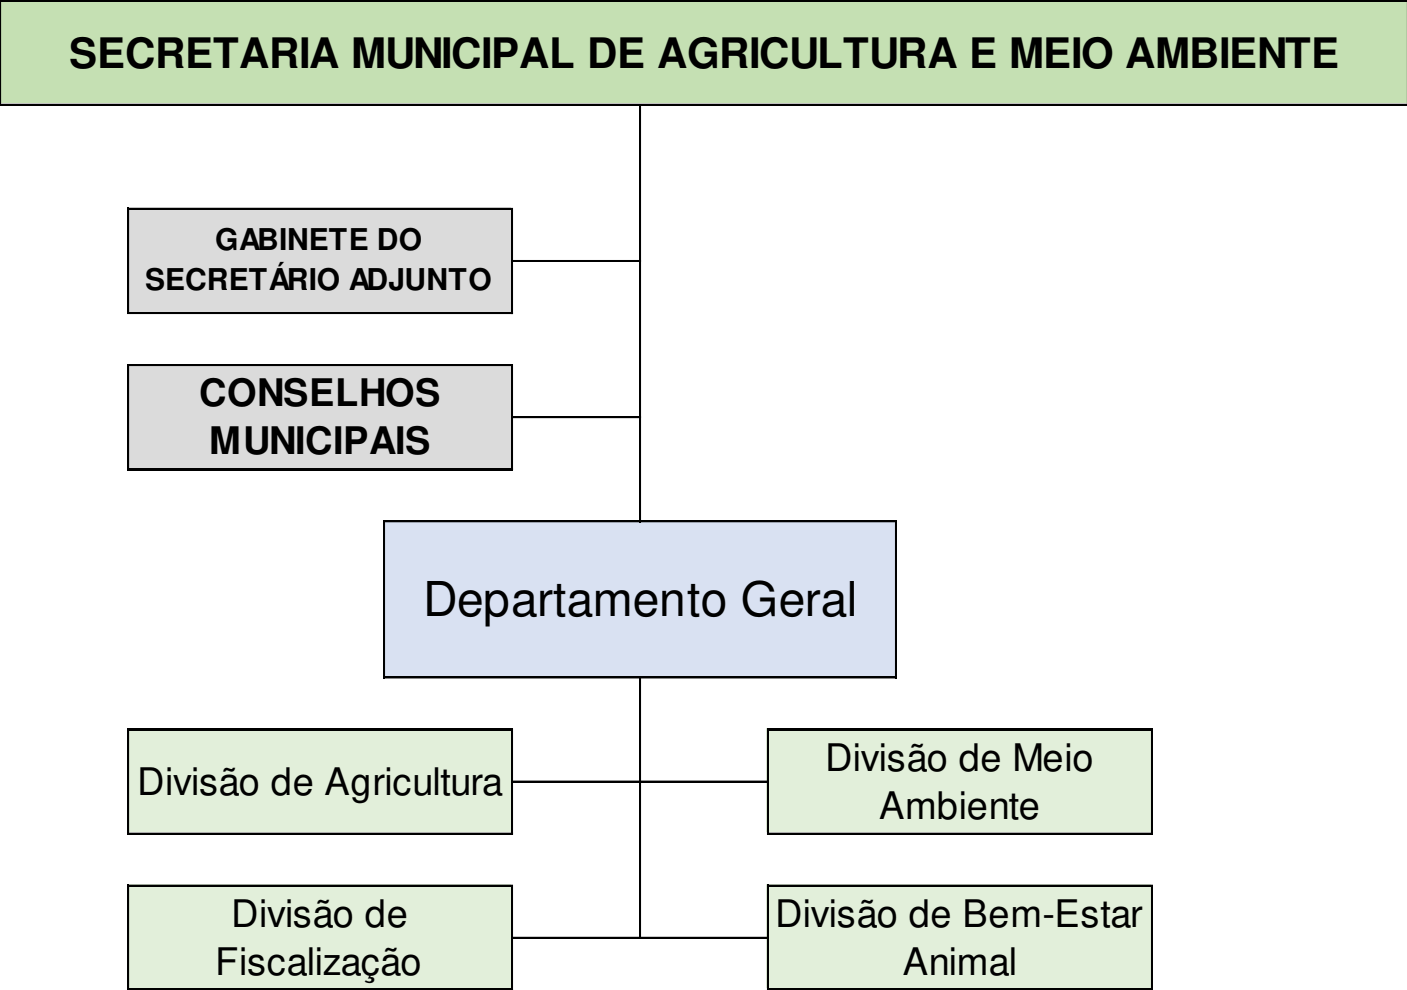 SECRETARIA MUNICIPAL DE AGRICULTURA E MEIO AMBIENTE
GABINETE DO
SECRETÁRIO ADJUNTO
CONSELHOS
MUNICIPAIS
Departamento Geral
Divisão de Agricultura
Divisão de Meio
Ambiente
Divisão de
Fiscalização
Divisão de Bem-Estar
Animal